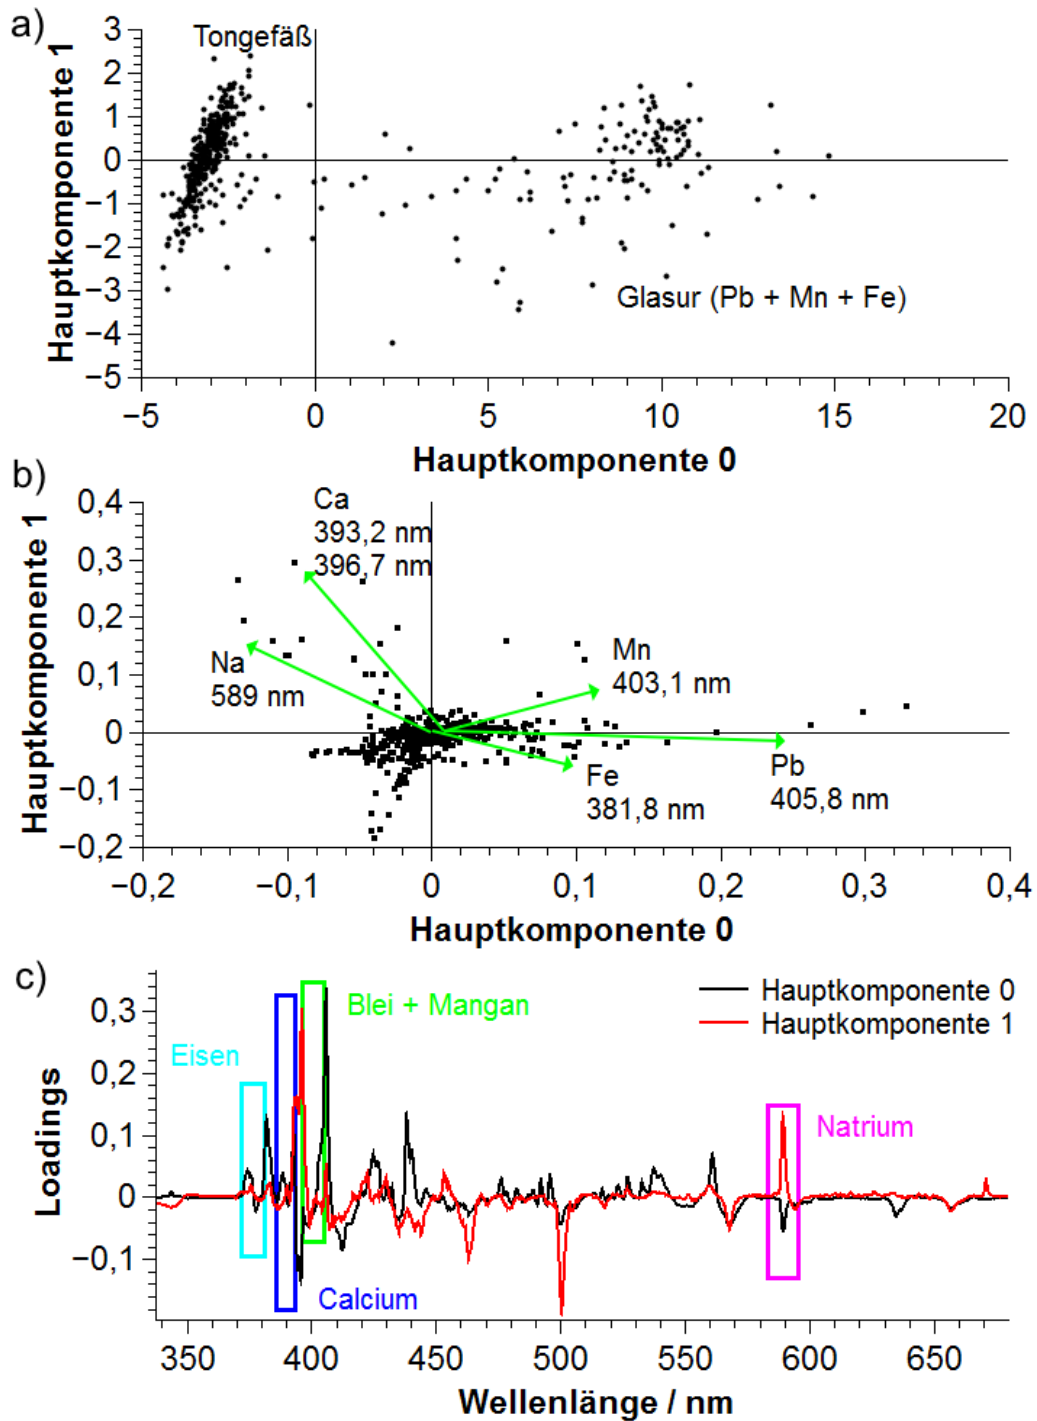 a)
Hauptkomponente 1
3
2
1
0
−1
−2
−3
−4
−5
Tongefäß
Glasur (Pb + Mn + Fe)
−5 0 5 10 15 20
Hauptkomponente 0
b)
Hauptkomponente 1
0,4
0,3
0,2
0,1
0
−0,1
−0,2
Ca
393,2 nm
396,7 nm
Na
589 nm
Mn
403,1 nm
Fe
381,8 nm
Pb
405,8 nm
−0,2 −0,1 0 0,1 0,2 0,3 0,4
Hauptkomponente 0
c)
Loadings
0,3
0,2
0,1
0
−0,1
Eisen
Blei + Mangan
Calcium
Natrium
Hauptkomponente 0
Hauptkomponente 1
350 400 450 500 550 600 650
Wellenlänge / nm